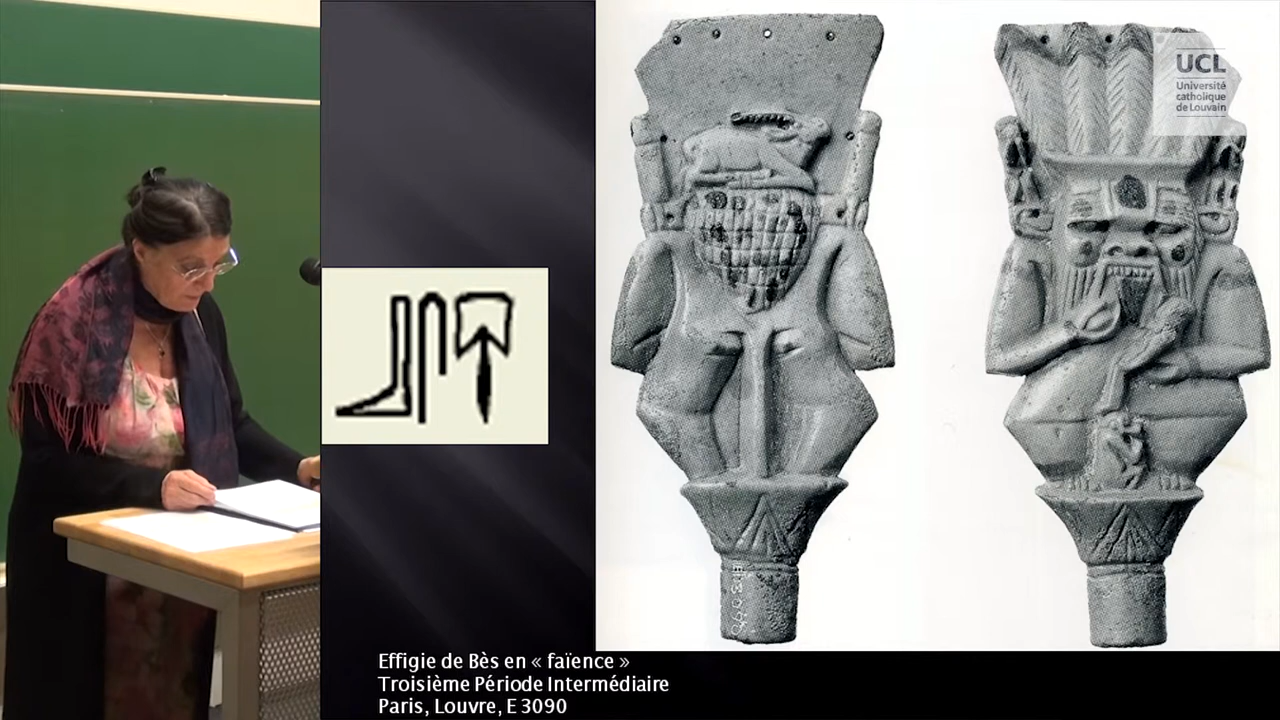 UCL
Université
catholique
de Louvain
Effigie de Bès en « faïence »
Troisième Période Intermédiaire
Paris, Louvre, E 3090